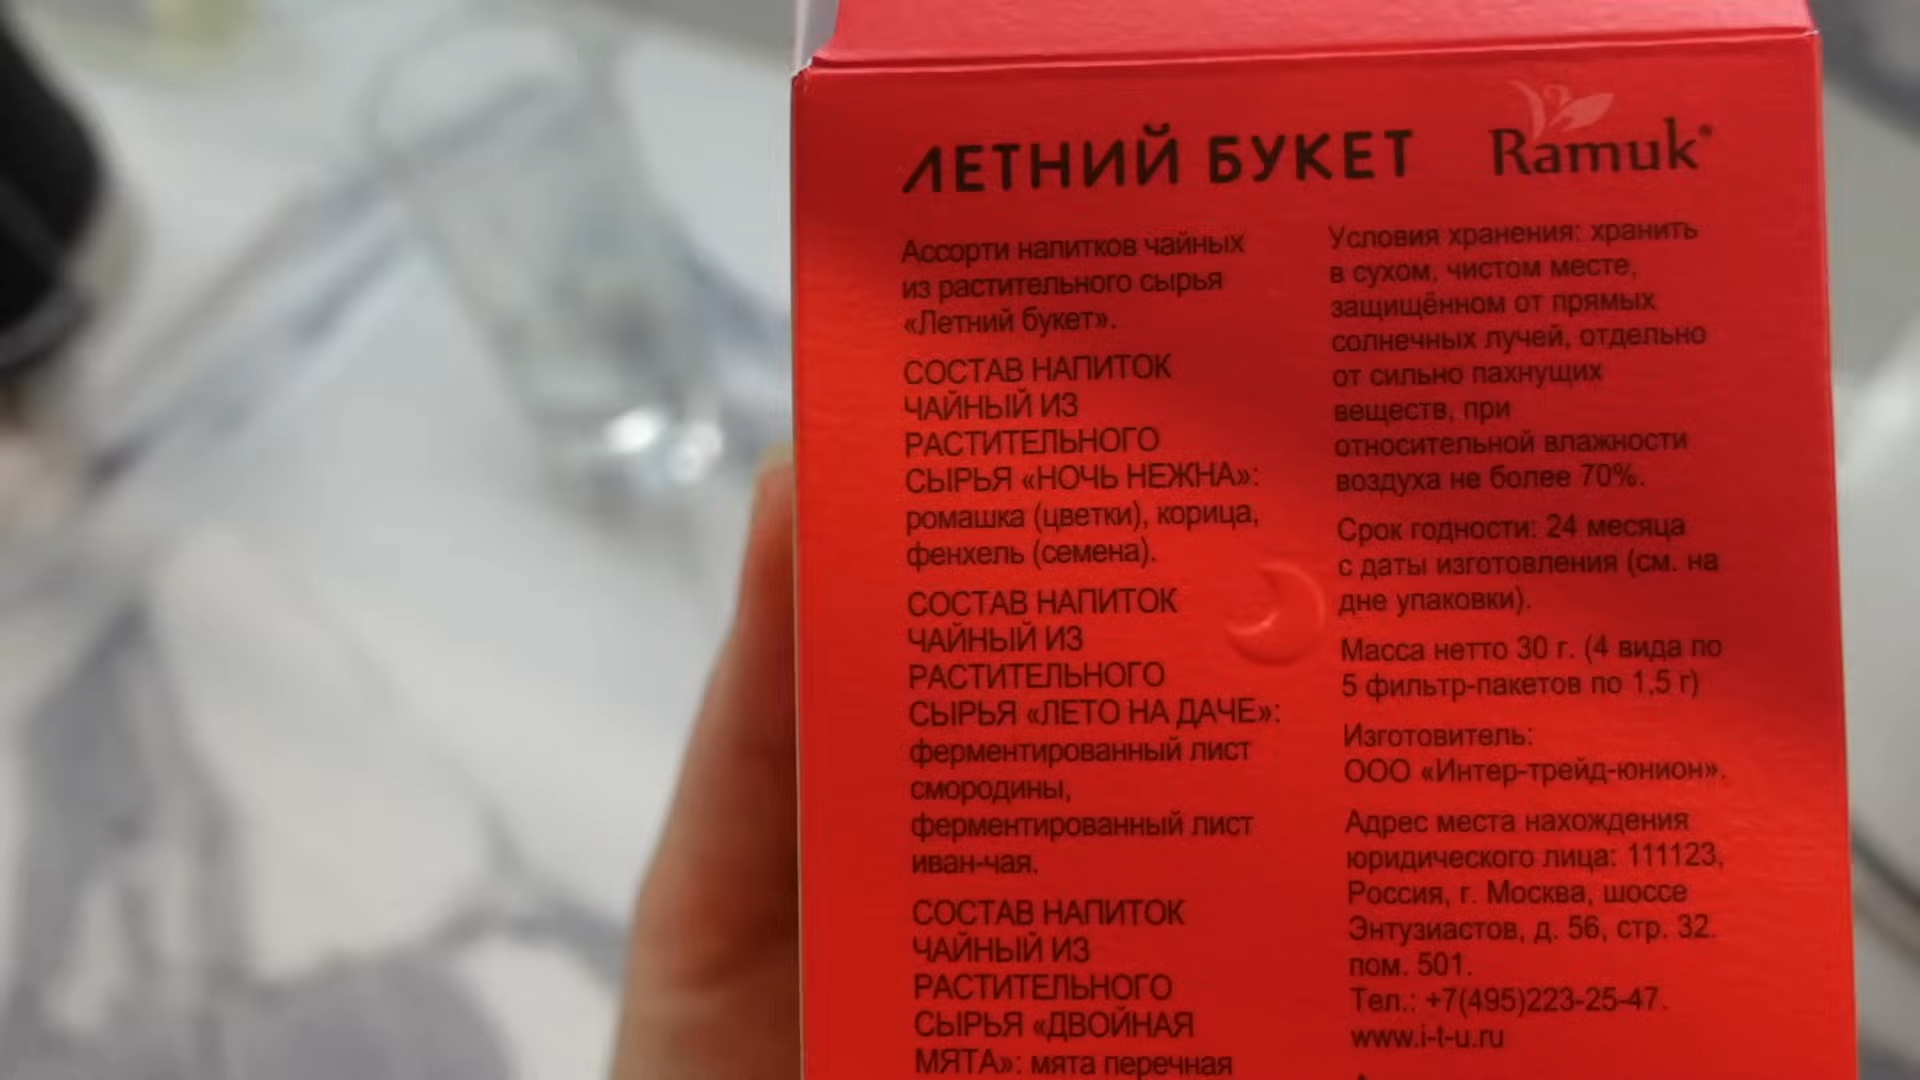 ЛЕТНИЙ БУКЕТ
Ramuk®
Ассорти напитков чайных
из растительного сырья
«Летний букет».
СОСТАВ НАПИТОК
ЧАЙНЫЙ ИЗ
РАСТИТЕЛЬНОГО
СЫРЬЯ «НОЧЬ НЕЖНА»:
ромашка (цветки), корица,
фенхель (семена).
СОСТАВ НАПИТОК
ЧАЙНЫЙ ИЗ
РАСТИТЕЛЬНОГО
СЫРЬЯ «ЛЕТО НА ДАЧЕ»:
ферментированный лист
смородины,
ферментированный лист
иван-чая.
СОСТАВ НАПИТОК
ЧАЙНЫЙ ИЗ
РАСТИТЕЛЬНОГО
СЫРЬЯ «ДВОЙНАЯ
МЯТА»: мята перечная
Условия хранения: хранить
в сухом, чистом месте,
защищённом от прямых
солнечных лучей, отдельно
от сильно пахнущих
веществ, при
относительной влажности
воздуха не более 70%.
Срок годности: 24 месяца
с даты изготовления (см. на
дне упаковки).
Масса нетто 30 г. (4 вида по
5 фильтр-пакетов по 1,5 г)
Изготовитель:
ООО «Интер-трейд-юнион».
Адрес места нахождения
юридического лица: 111123,
Россия, г. Москва, шоссе
Энтузиастов, д. 56, стр. 32.
пом. 501.
Тел.: +7(495)223-25-47.
www.i-t-u.ru